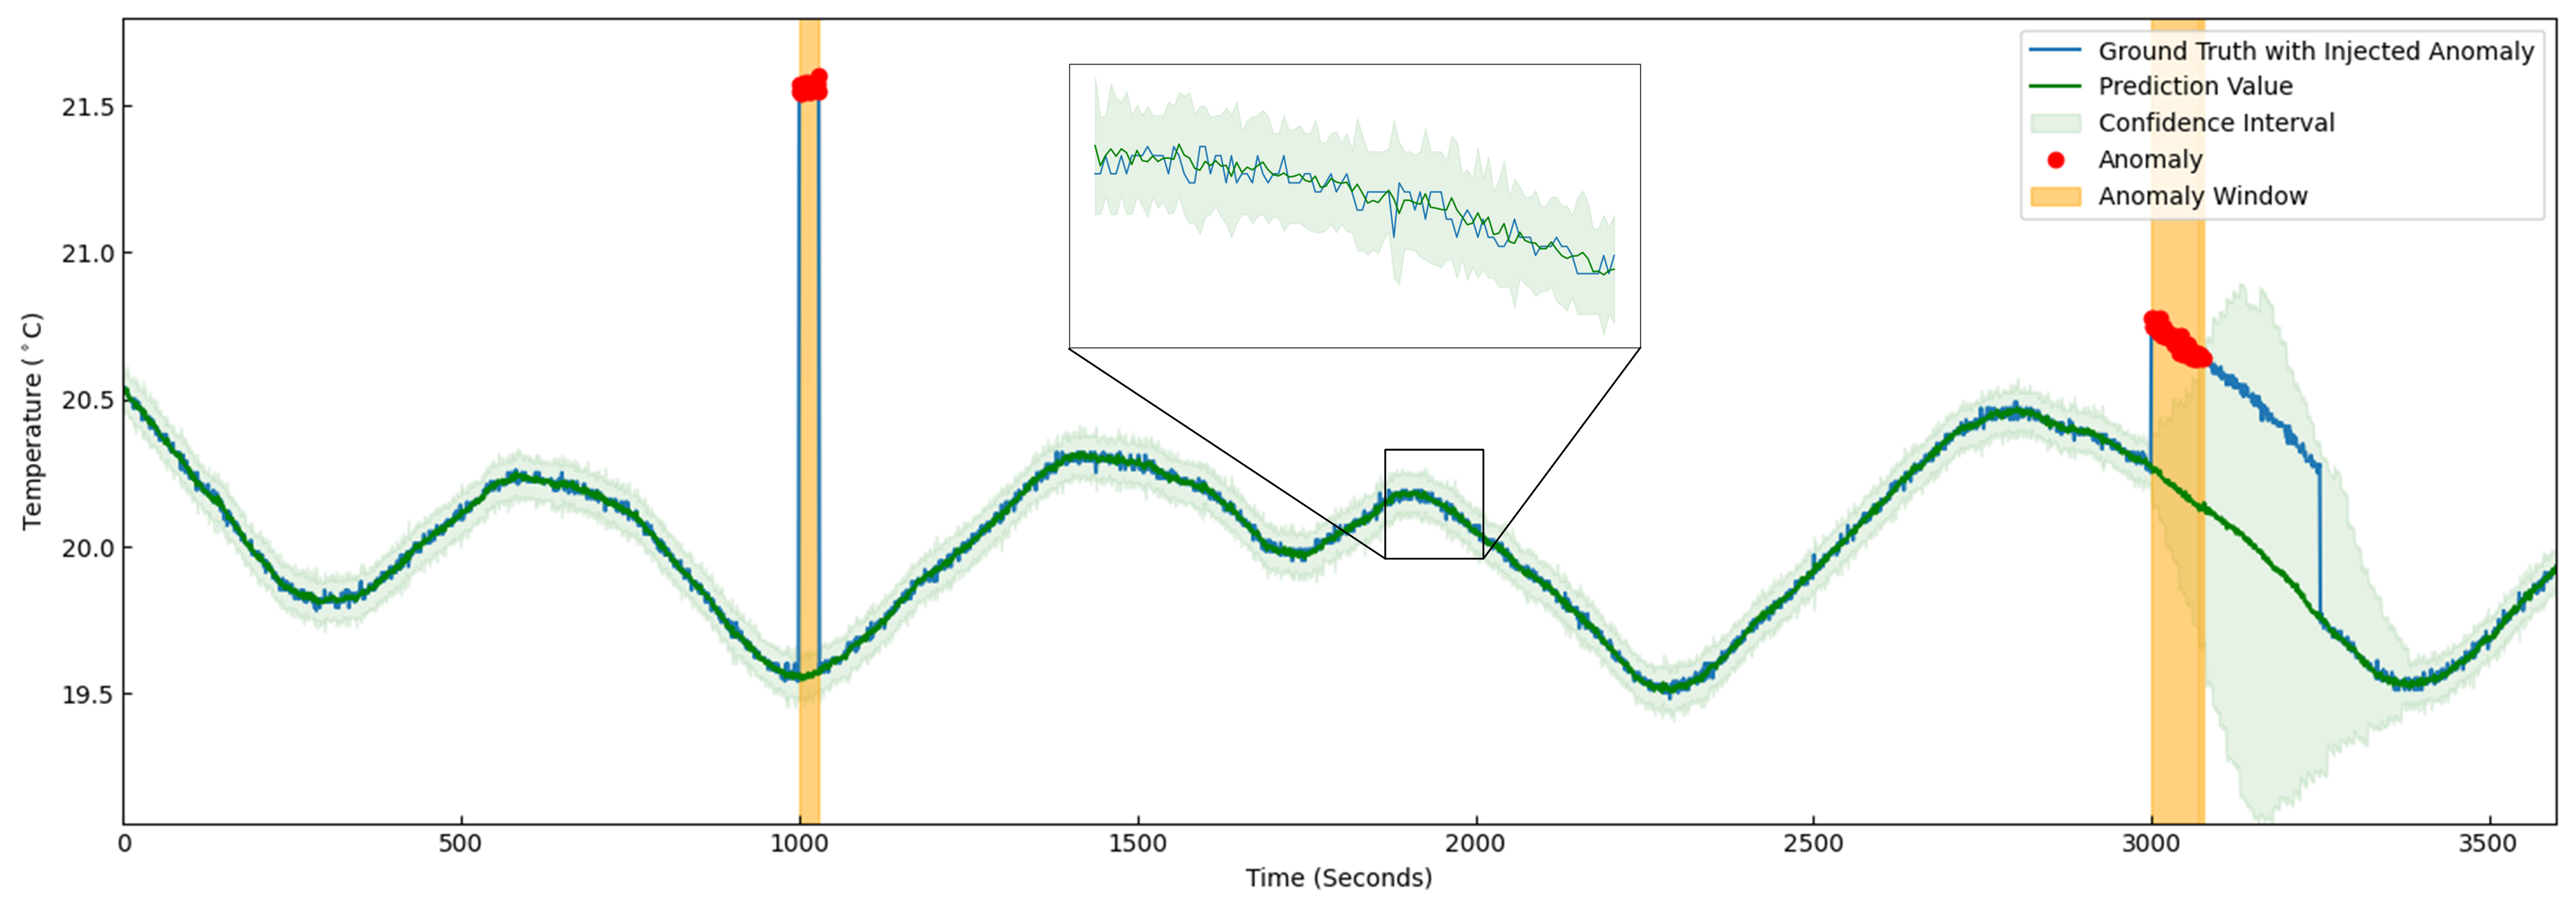 Ground Truth with Injected Anomaly
Prediction Value
Confidence Interval
Anomaly
Anomaly Window
Temperature (°C)
21.5
21.0
20.5
20.0
19.5
0 500 1000 1500 2000 2500 3000 3500
Time (Seconds)